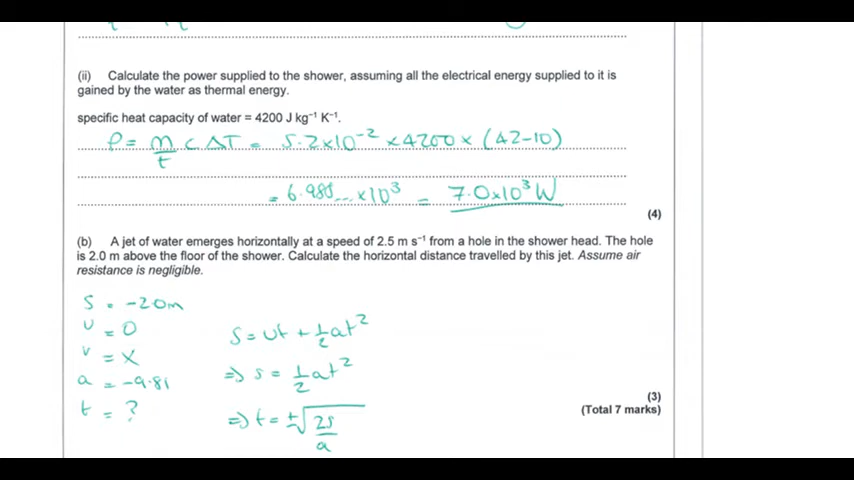 (ii) Calculate the power supplied to the shower, assuming all the electrical energy supplied to it is
gained by the water as thermal energy.
specific heat capacity of water = 4200 J kg⁻¹ K⁻¹.
P = m/t c ΔT = 5.2×10⁻² × 4200 × (42-10)
= 6.988... ×10³ = 7.0×10³ W
(4)
(b) A jet of water emerges horizontally at a speed of 2.5 m s⁻¹ from a hole in the shower head. The hole
is 2.0 m above the floor of the shower. Calculate the horizontal distance travelled by this jet. Assume air
resistance is negligible.
s = -2.0m
u = 0
v = X
a = -9.81
t = ?
s = ut + 1/2 at²
=> s = 1/2 at²
=> t = ±√(2s/a)
(3)
(Total 7 marks)